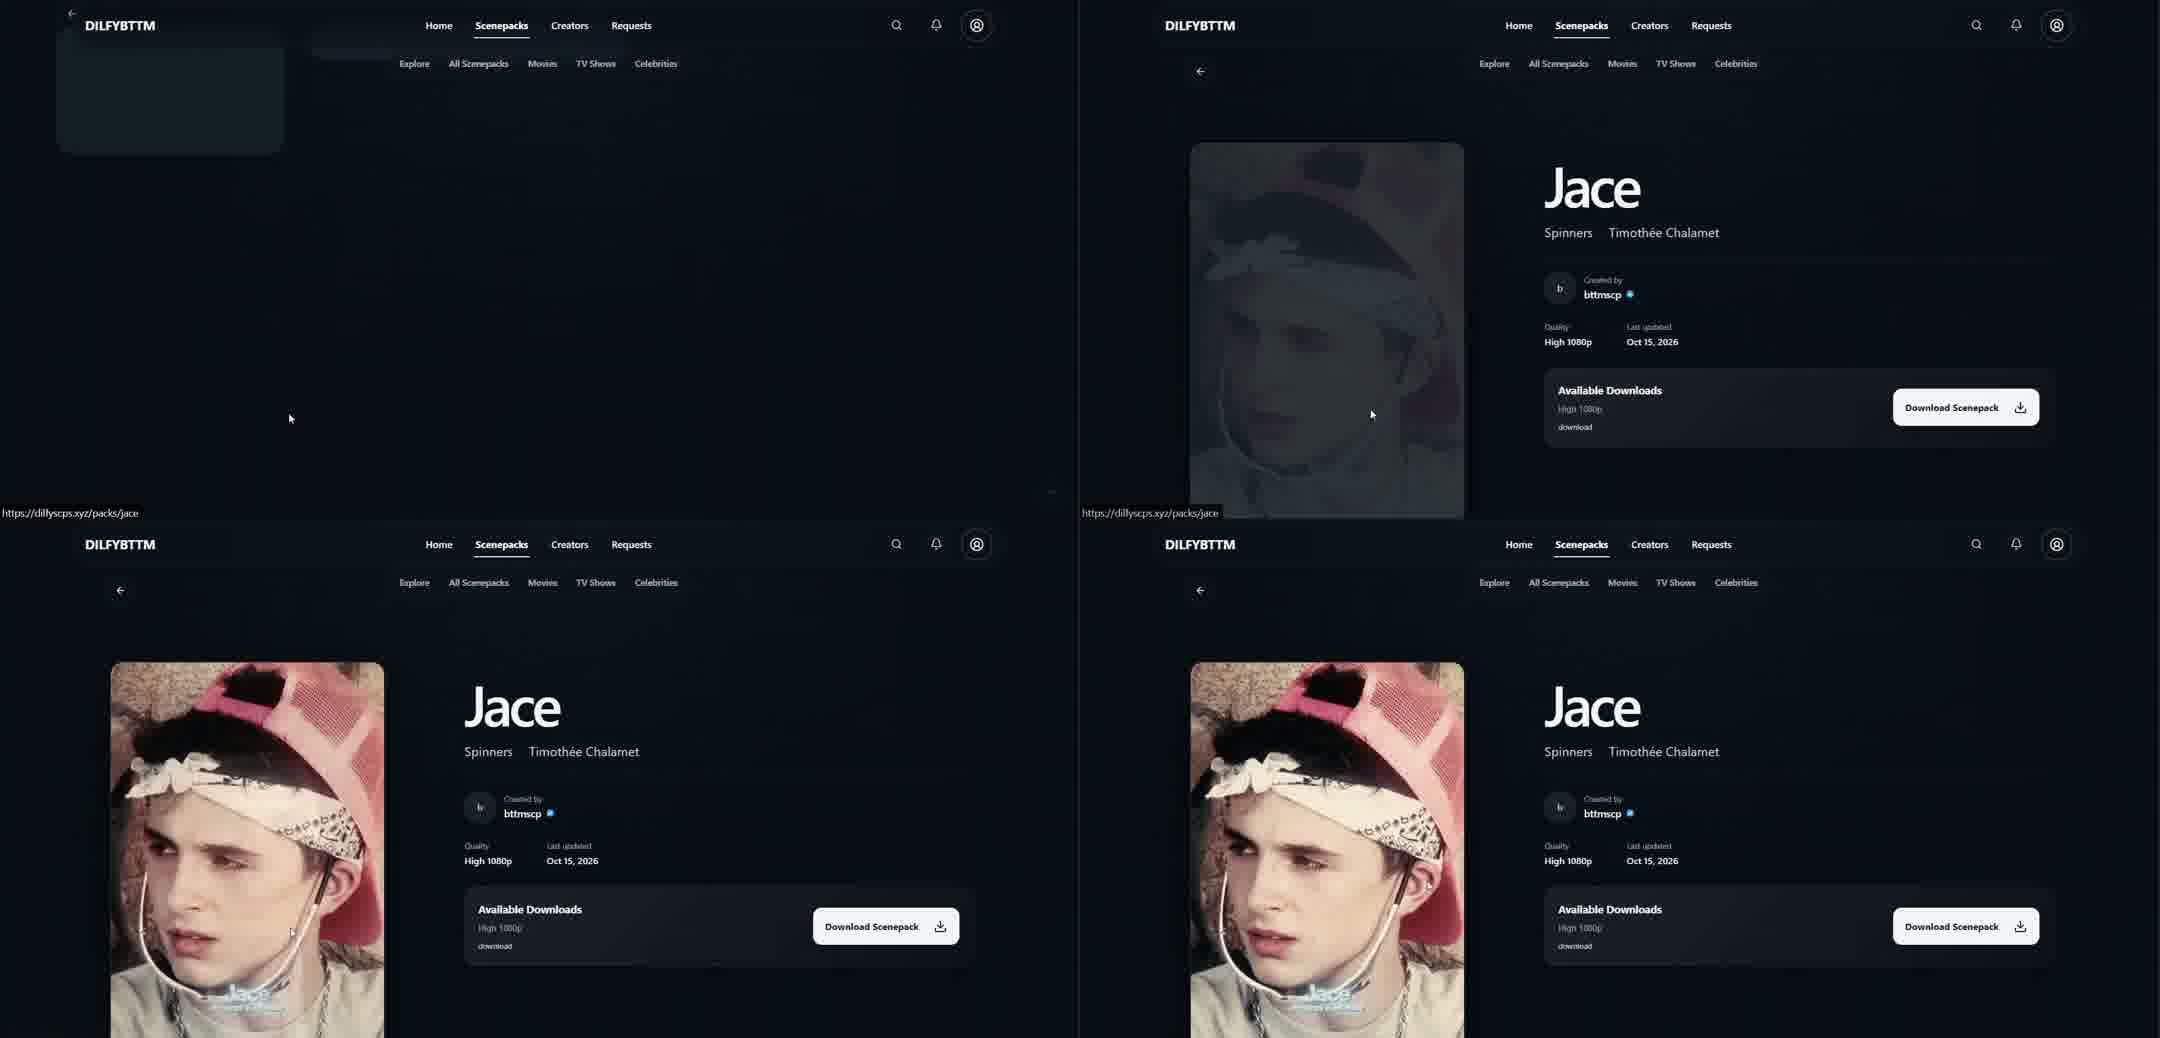 DILFYBTTM Home Scenepacks Creators Requests
Explore All Scenepacks Movies TV Shows Celebrities
https://dillyscps.xyz/packs/jace
DILFYBTTM Home Scenepacks Creators Requests
Explore All Scenepacks Movies TV Shows Celebrities
Jace
Spinners Timothée Chalamet
b
Created by
bttmscp
Quality Last updated
High 1080p Oct 15, 2026
Available Downloads
High 1080p
download
Download Scenepack
https://dillyscps.xyz/packs/jace
DILFYBTTM Home Scenepacks Creators Requests
Explore All Scenepacks Movies TV Shows Celebrities
Jace
Spinners Timothée Chalamet
b
Created by
bttmscp
Quality Last updated
High 1080p Oct 15, 2026
Available Downloads
High 1080p
download
Download Scenepack
Jace
DILFYBTTM Home Scenepacks Creators Requests
Explore All Scenepacks Movies TV Shows Celebrities
Jace
Spinners Timothée Chalamet
b
Created by
bttmscp
Quality Last updated
High 1080p Oct 15, 2026
Available Downloads
High 1080p
download
Download Scenepack
Jace